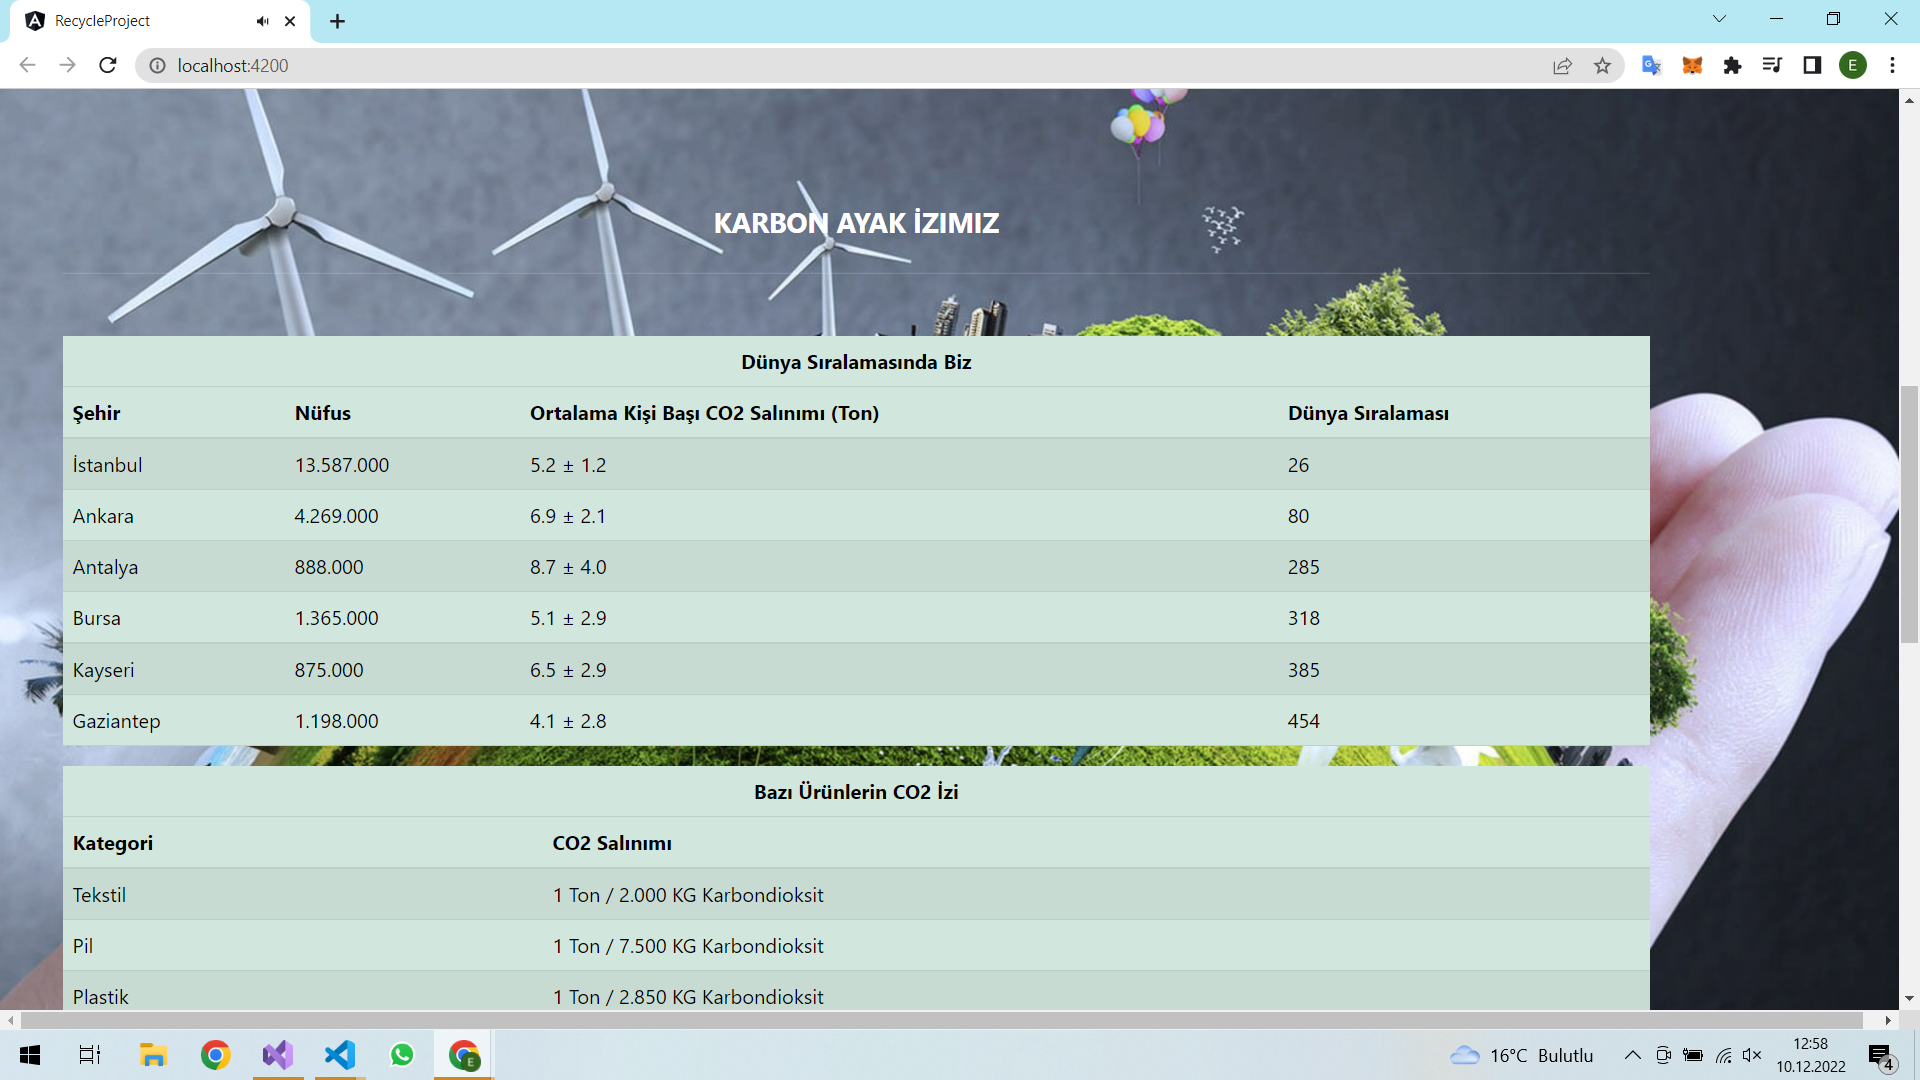 RecycleProject
localhost:4200
E
KARBON AYAK İZIMIZ
Dünya Sıralamasında Biz
Şehir Nüfus Ortalama Kişi Başı CO2 Salınımı (Ton) Dünya Sıralaması
İstanbul 13.587.000 5.2 ± 1.2 26
Ankara 4.269.000 6.9 ± 2.1 80
Antalya 888.000 8.7 ± 4.0 285
Bursa 1.365.000 5.1 ± 2.9 318
Kayseri 875.000 6.5 ± 2.9 385
Gaziantep 1.198.000 4.1 ± 2.8 454
Bazı Ürünlerin CO2 İzi
Kategori CO2 Salınımı
Tekstil 1 Ton / 2.000 KG Karbondioksit
Pil 1 Ton / 7.500 KG Karbondioksit
Plastik 1 Ton / 2.850 KG Karbondioksit
E
16°C Bulutlu
12:58
10.12.2022
4